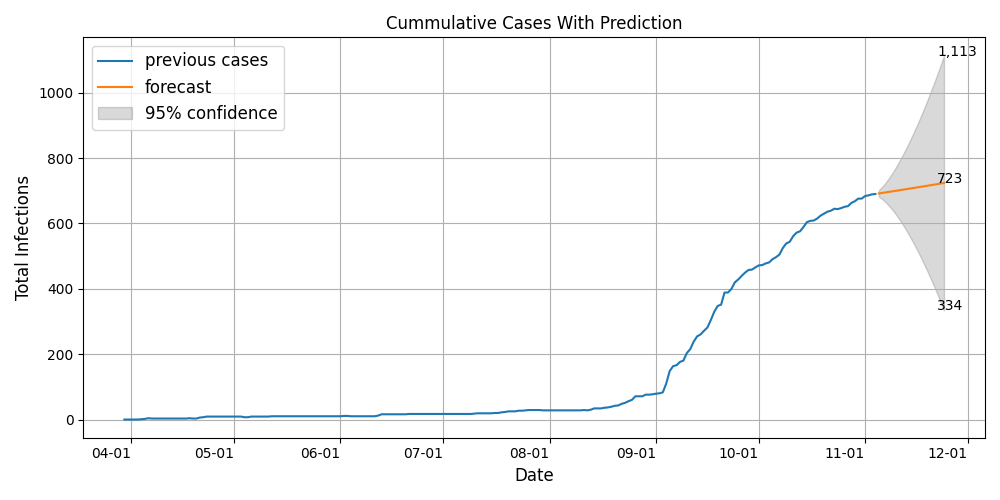 Cummulative Cases With Prediction
previous cases
forecast
95% confidence
1,113
723
334
1000
800
600
400
200
0
Total Infections
04-01 05-01 06-01 07-01 08-01 09-01 10-01 11-01 12-01
Date